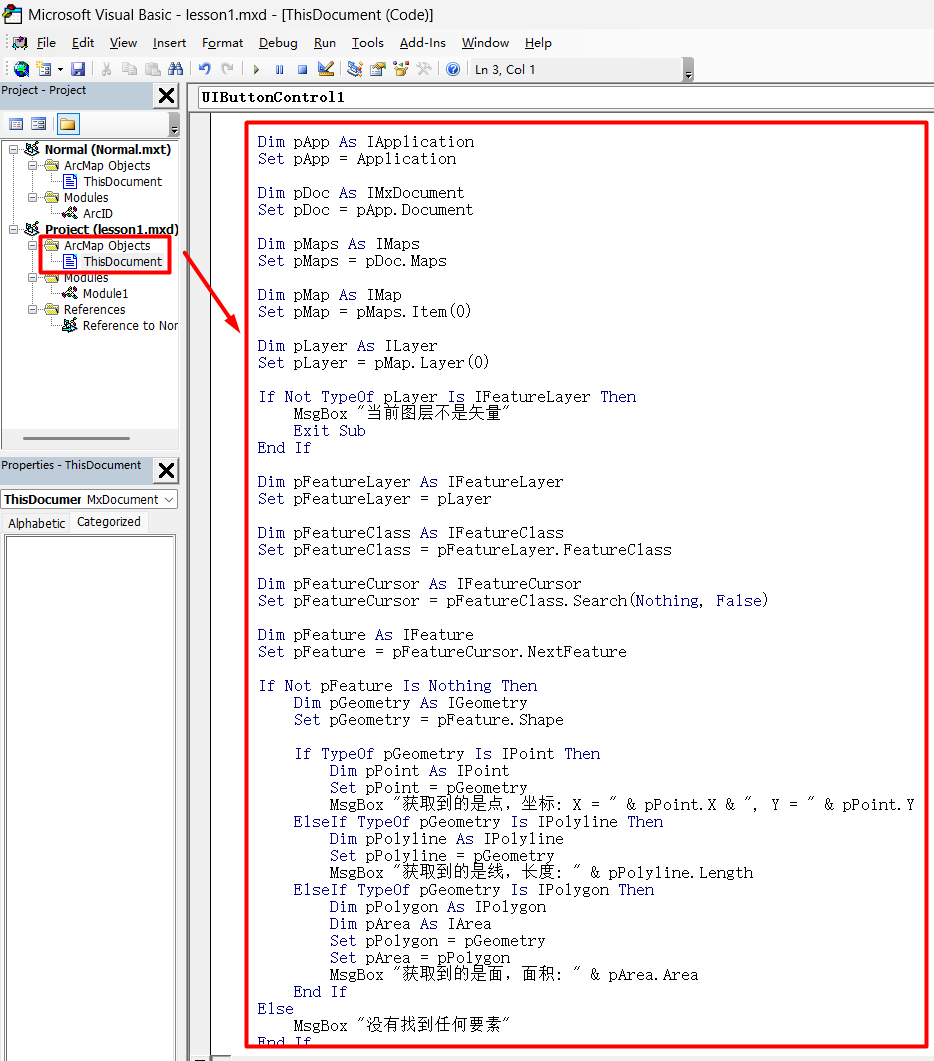 Microsoft Visual Basic - lesson1.mxd - [ThisDocument (Code)]
File Edit View Insert Format Debug Run Tools Add-Ins Window Help
Ln 3, Col 1
Project - Project
Normal (Normal.mxt)
ArcMap Objects
ThisDocument
Modules
ArcID
Project (lesson1.mxd)
ArcMap Objects
ThisDocument
Modules
Module1
References
Reference to Nor
Properties - ThisDocument
ThisDocumer MxDocument
Alphabetic Categorized
UIButtonControl1
Dim pApp As IApplication
Set pApp = Application
Dim pDoc As IMxDocument
Set pDoc = pApp.Document
Dim pMaps As IMaps
Set pMaps = pDoc.Maps
Dim pMap As IMap
Set pMap = pMaps.Item(0)
Dim pLayer As ILayer
Set pLayer = pMap.Layer(0)
If Not TypeOf pLayer Is IFeatureLayer Then
MsgBox "当前图层不是矢量"
Exit Sub
End If
Dim pFeatureLayer As IFeatureLayer
Set pFeatureLayer = pLayer
Dim pFeatureClass As IFeatureClass
Set pFeatureClass = pFeatureLayer.FeatureClass
Dim pFeatureCursor As IFeatureCursor
Set pFeatureCursor = pFeatureClass.Search(Nothing, False)
Dim pFeature As IFeature
Set pFeature = pFeatureCursor.NextFeature
If Not pFeature Is Nothing Then
Dim pGeometry As IGeometry
Set pGeometry = pFeature.Shape
If TypeOf pGeometry Is IPoint Then
Dim pPoint As IPoint
Set pPoint = pGeometry
MsgBox "获取到的是点，坐标: X = " & pPoint.X & ", Y = " & pPoint.Y
ElseIf TypeOf pGeometry Is IPolyline Then
Dim pPolyline As IPolyline
Set pPolyline = pGeometry
MsgBox "获取到的是线，长度: " & pPolyline.Length
ElseIf TypeOf pGeometry Is IPolygon Then
Dim pPolygon As IPolygon
Dim pArea As IArea
Set pPolygon = pGeometry
Set pArea = pPolygon
MsgBox "获取到的是面，面积: " & pArea.Area
End If
Else
MsgBox "没有找到任何要素"
End If